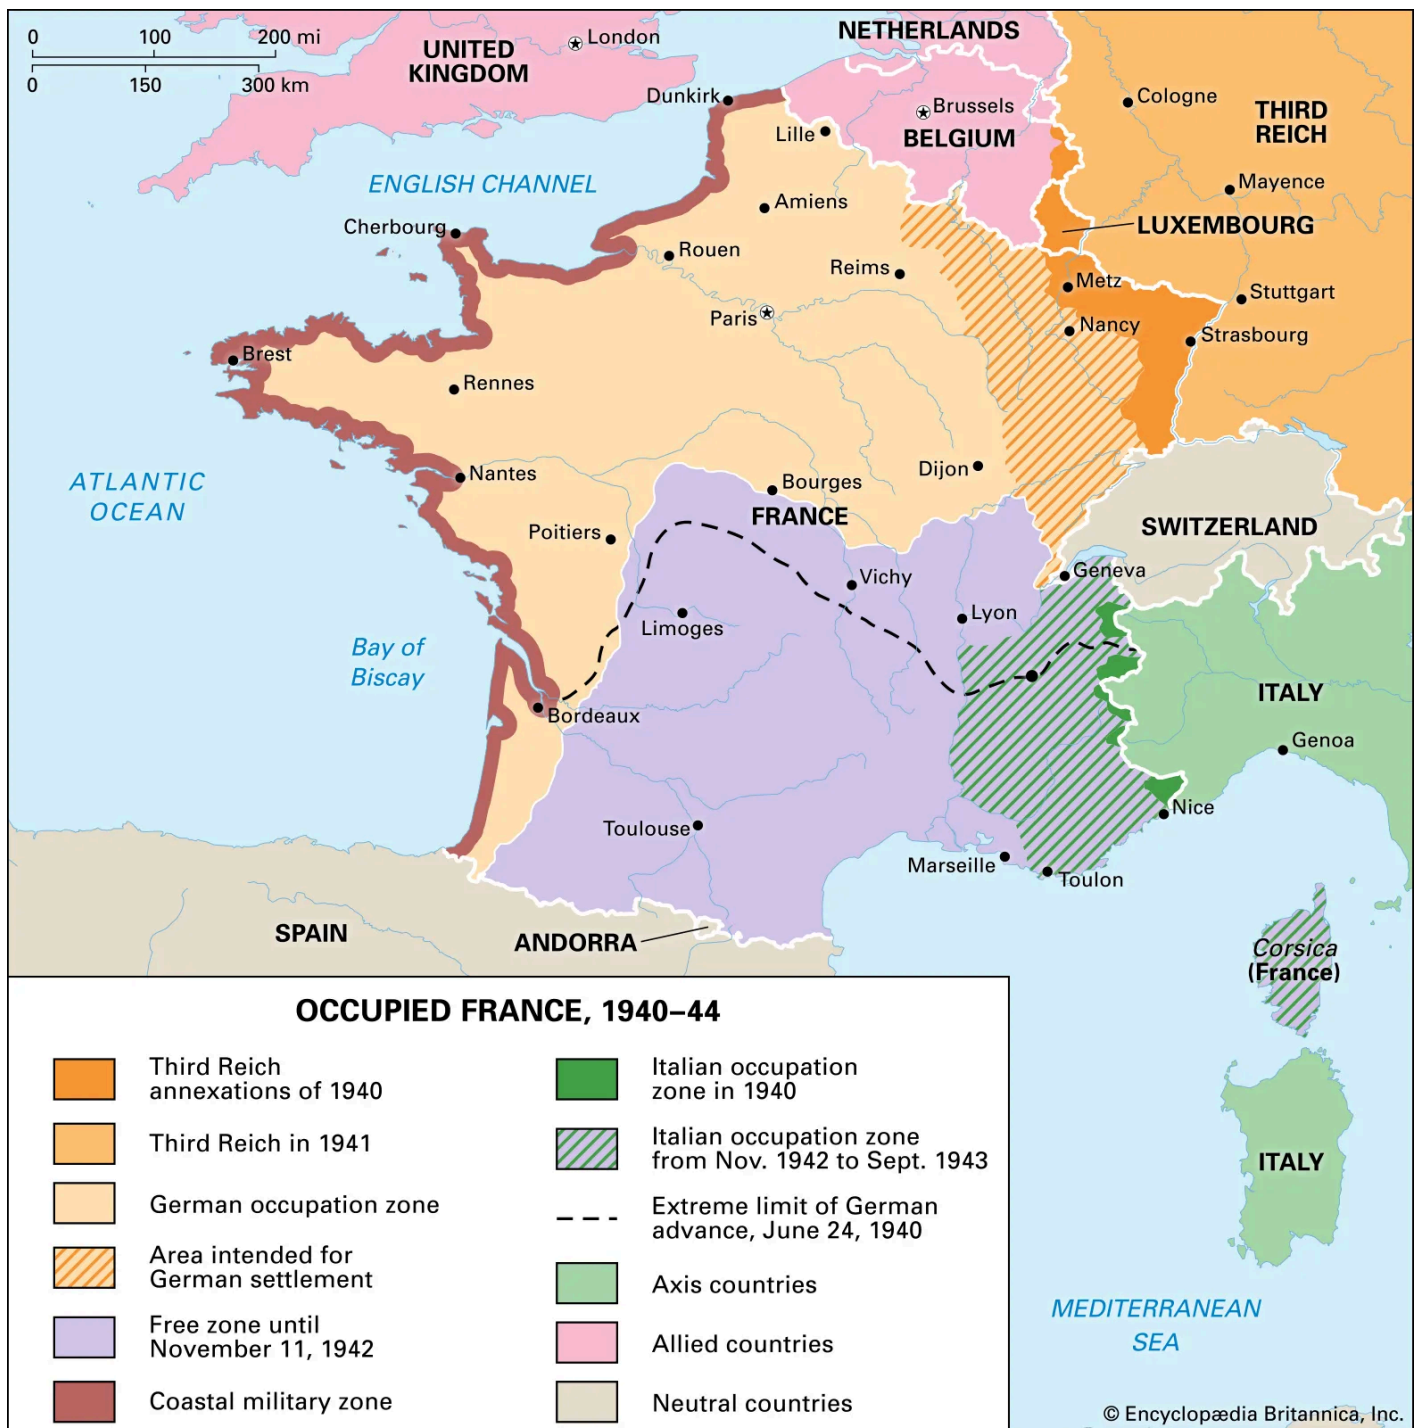 0 100 200 mi
0 150 300 km
UNITED
KINGDOM
London
NETHERLANDS
Dunkirk
Lille
Brussels
BELGIUM
Cologne
THIRD
REICH
ENGLISH CHANNEL
Mayence
Cherbourg
Amiens
LUXEMBOURG
Rouen
Reims
Metz
Stuttgart
Paris
Nancy
Strasbourg
Brest
Rennes
ATLANTIC
OCEAN
Nantes
Dijon
Bourges
FRANCE
SWITZERLAND
Poitiers
Geneva
Vichy
Lyon
Limoges
Bay of
Biscay
ITALY
Bordeaux
Genoa
Nice
Toulouse
Marseille
Toulon
SPAIN
ANDORRA
Corsica
(France)
ITALY
MEDITERRANEAN
SEA
OCCUPIED FRANCE, 1940–44
Third Reich
annexations of 1940
Third Reich in 1941
German occupation zone
Area intended for
German settlement
Free zone until
November 11, 1942
Coastal military zone
Italian occupation
zone in 1940
Italian occupation zone
from Nov. 1942 to Sept. 1943
Extreme limit of German
advance, June 24, 1940
Axis countries
Allied countries
Neutral countries
© Encyclopædia Britannica, Inc.